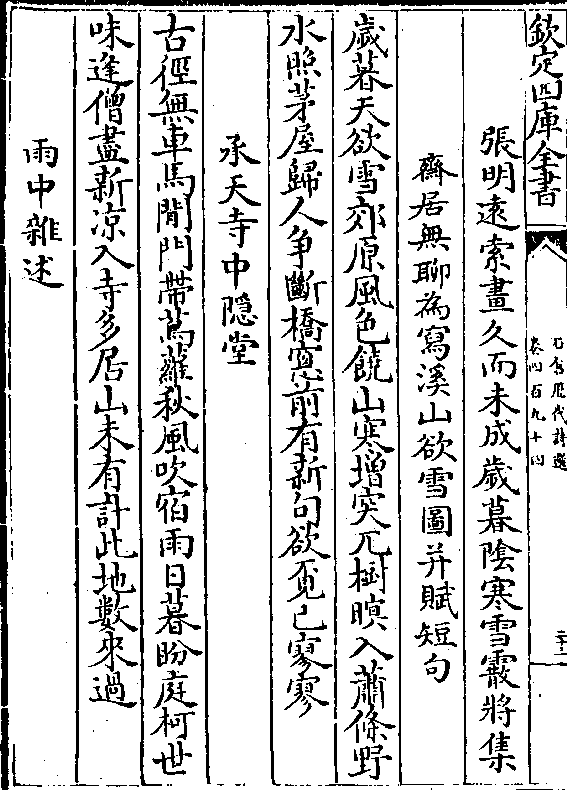 欽定四庫全書
石倉歷代詩選
卷四百九十四
張明遠索畫久而未成歲暮陰寒雪霰將集
齋居無聊為寫溪山欲雪圖并賦短句
歲暮天欲雪郊原風色饒山寒增突兀樹暝入蕭條野
水照茅屋歸人爭斷橋窓前有新句欲覔已寥寥
承天寺中隠堂
古徑無車馬閒門帶蔦蘿秋風吹宿雨日暮盼庭柯世
味逢僧盡新凉入寺多居山未有計此地數來過
雨中雜述